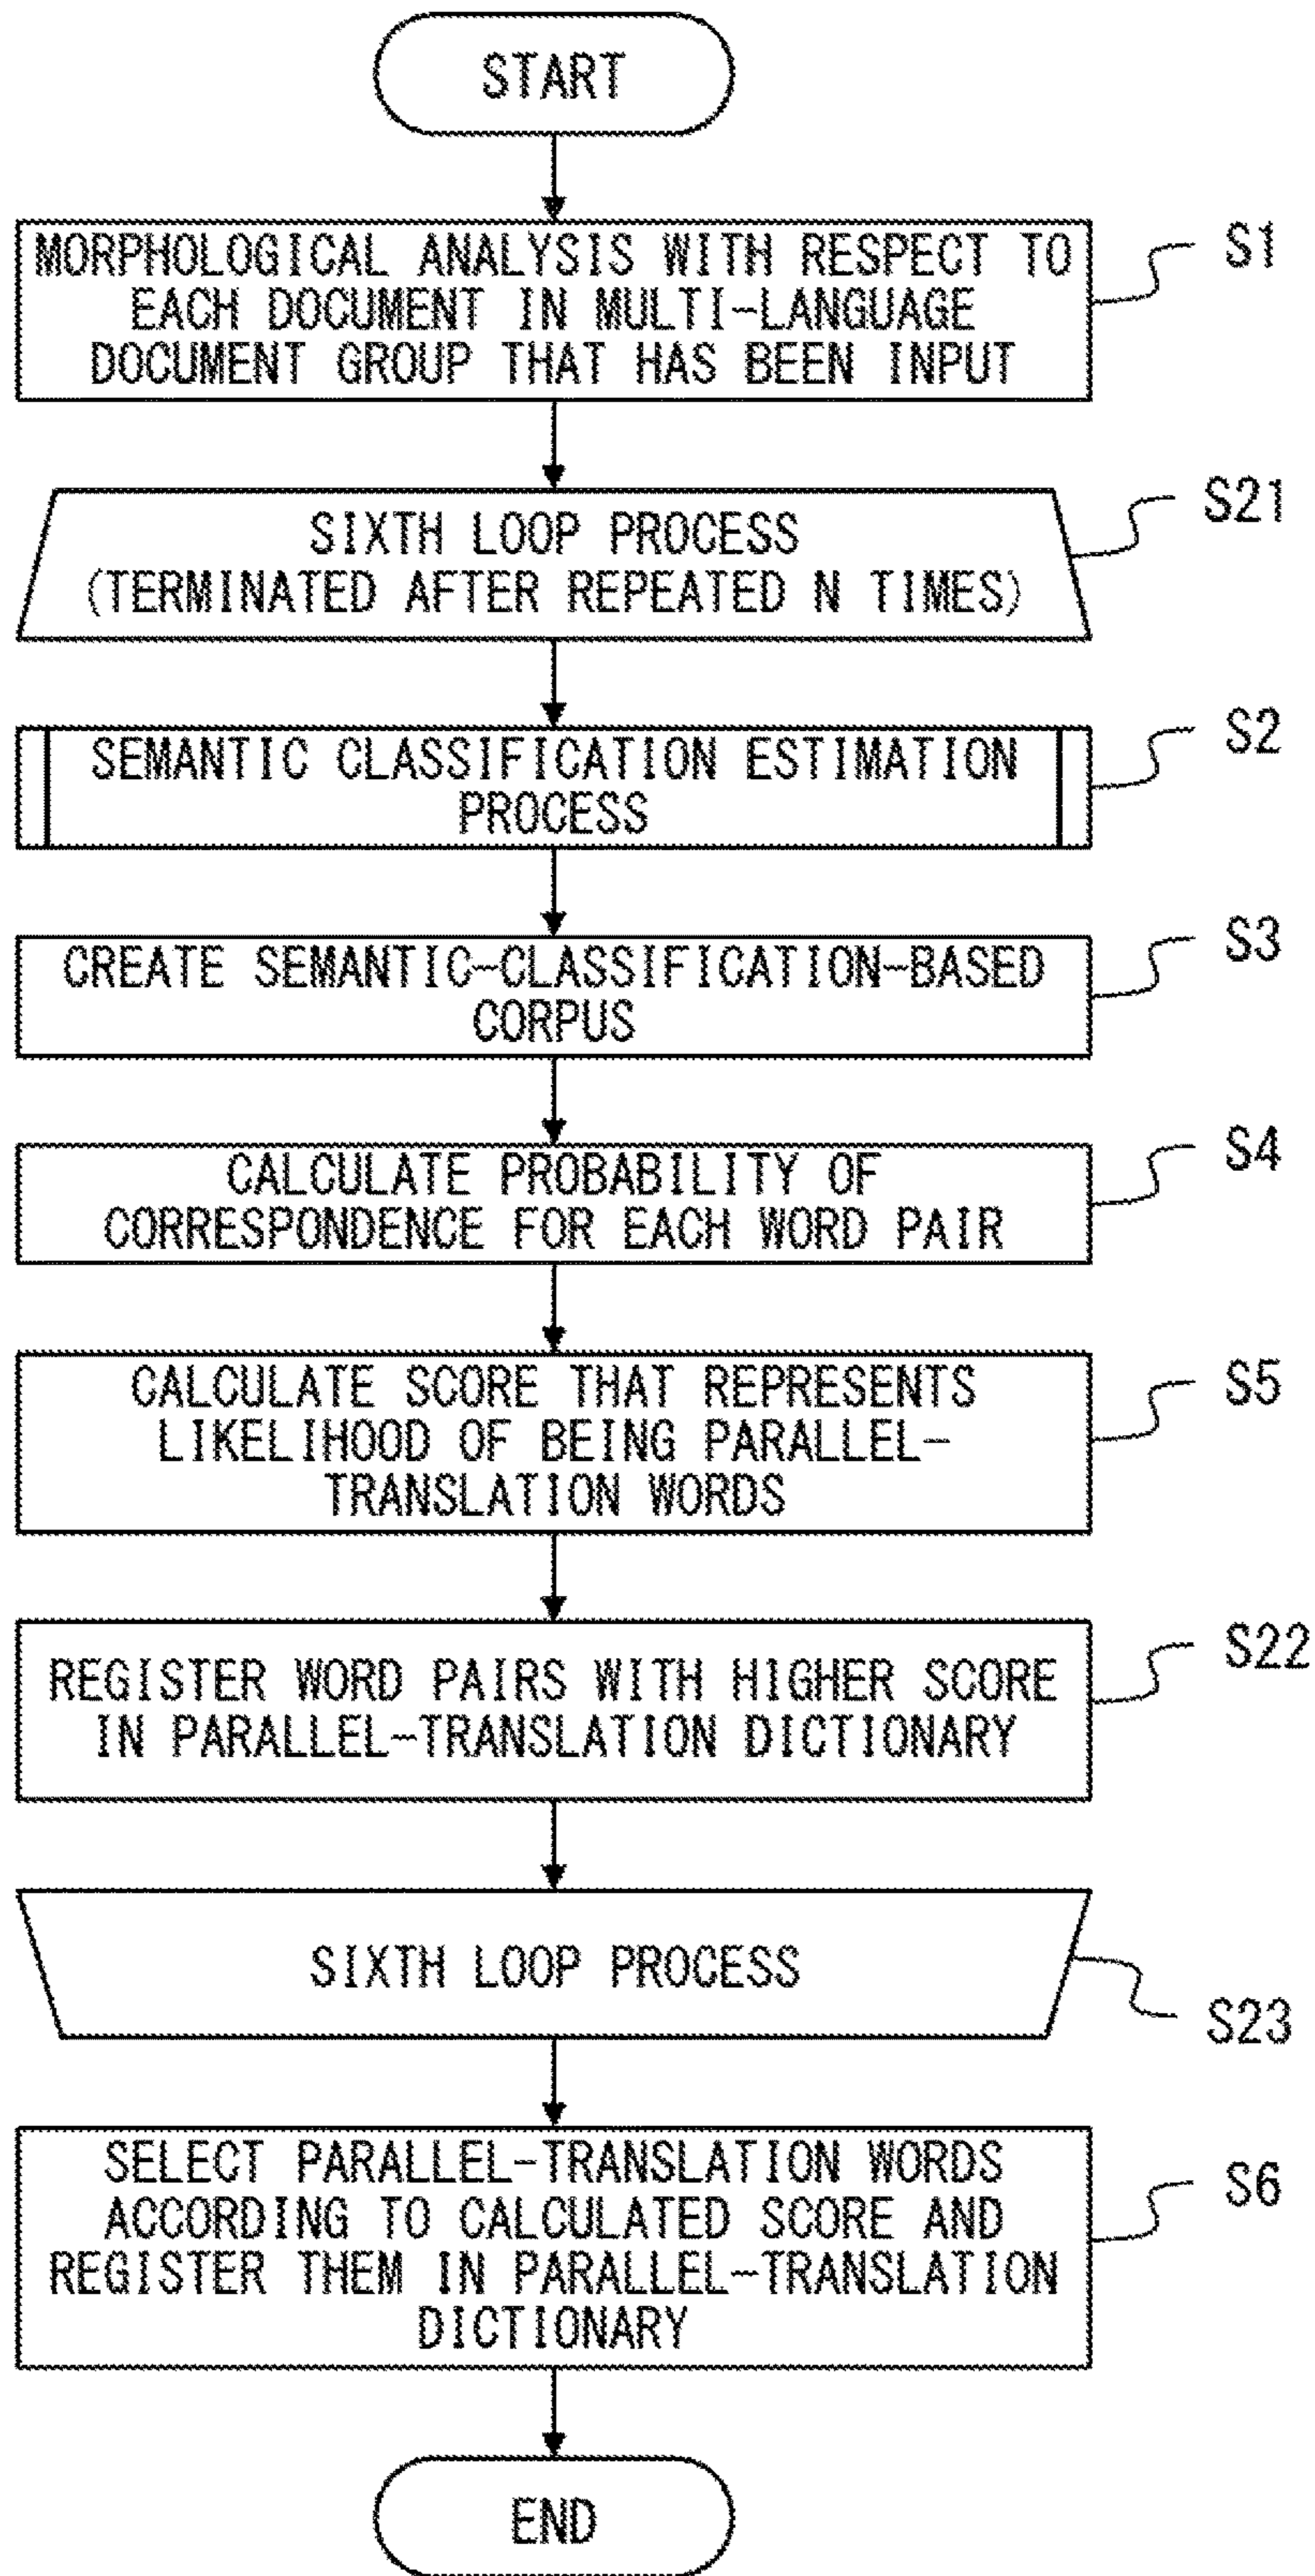 START
MORPHOLOGICAL ANALYSIS WITH RESPECT TO
EACH DOCUMENT IN MULTI-LANGUAGE
DOCUMENT GROUP THAT HAS BEEN INPUT
S1
SIXTH LOOP PROCESS
(TERMINATED AFTER REPEATED N TIMES)
S21
SEMANTIC CLASSIFICATION ESTIMATION
PROCESS
S2
CREATE SEMANTIC-CLASSIFICATION-BASED
CORPUS
S3
CALCULATE PROBABILITY OF
CORRESPONDENCE FOR EACH WORD PAIR
S4
CALCULATE SCORE THAT REPRESENTS
LIKELIHOOD OF BEING PARALLEL-
TRANSLATION WORDS
S5
REGISTER WORD PAIRS WITH HIGHER SCORE
IN PARALLEL-TRANSLATION DICTIONARY
S22
SIXTH LOOP PROCESS
S23
SELECT PARALLEL-TRANSLATION WORDS
ACCORDING TO CALCULATED SCORE AND
REGISTER THEM IN PARALLEL-TRANSLATION
DICTIONARY
S6
END